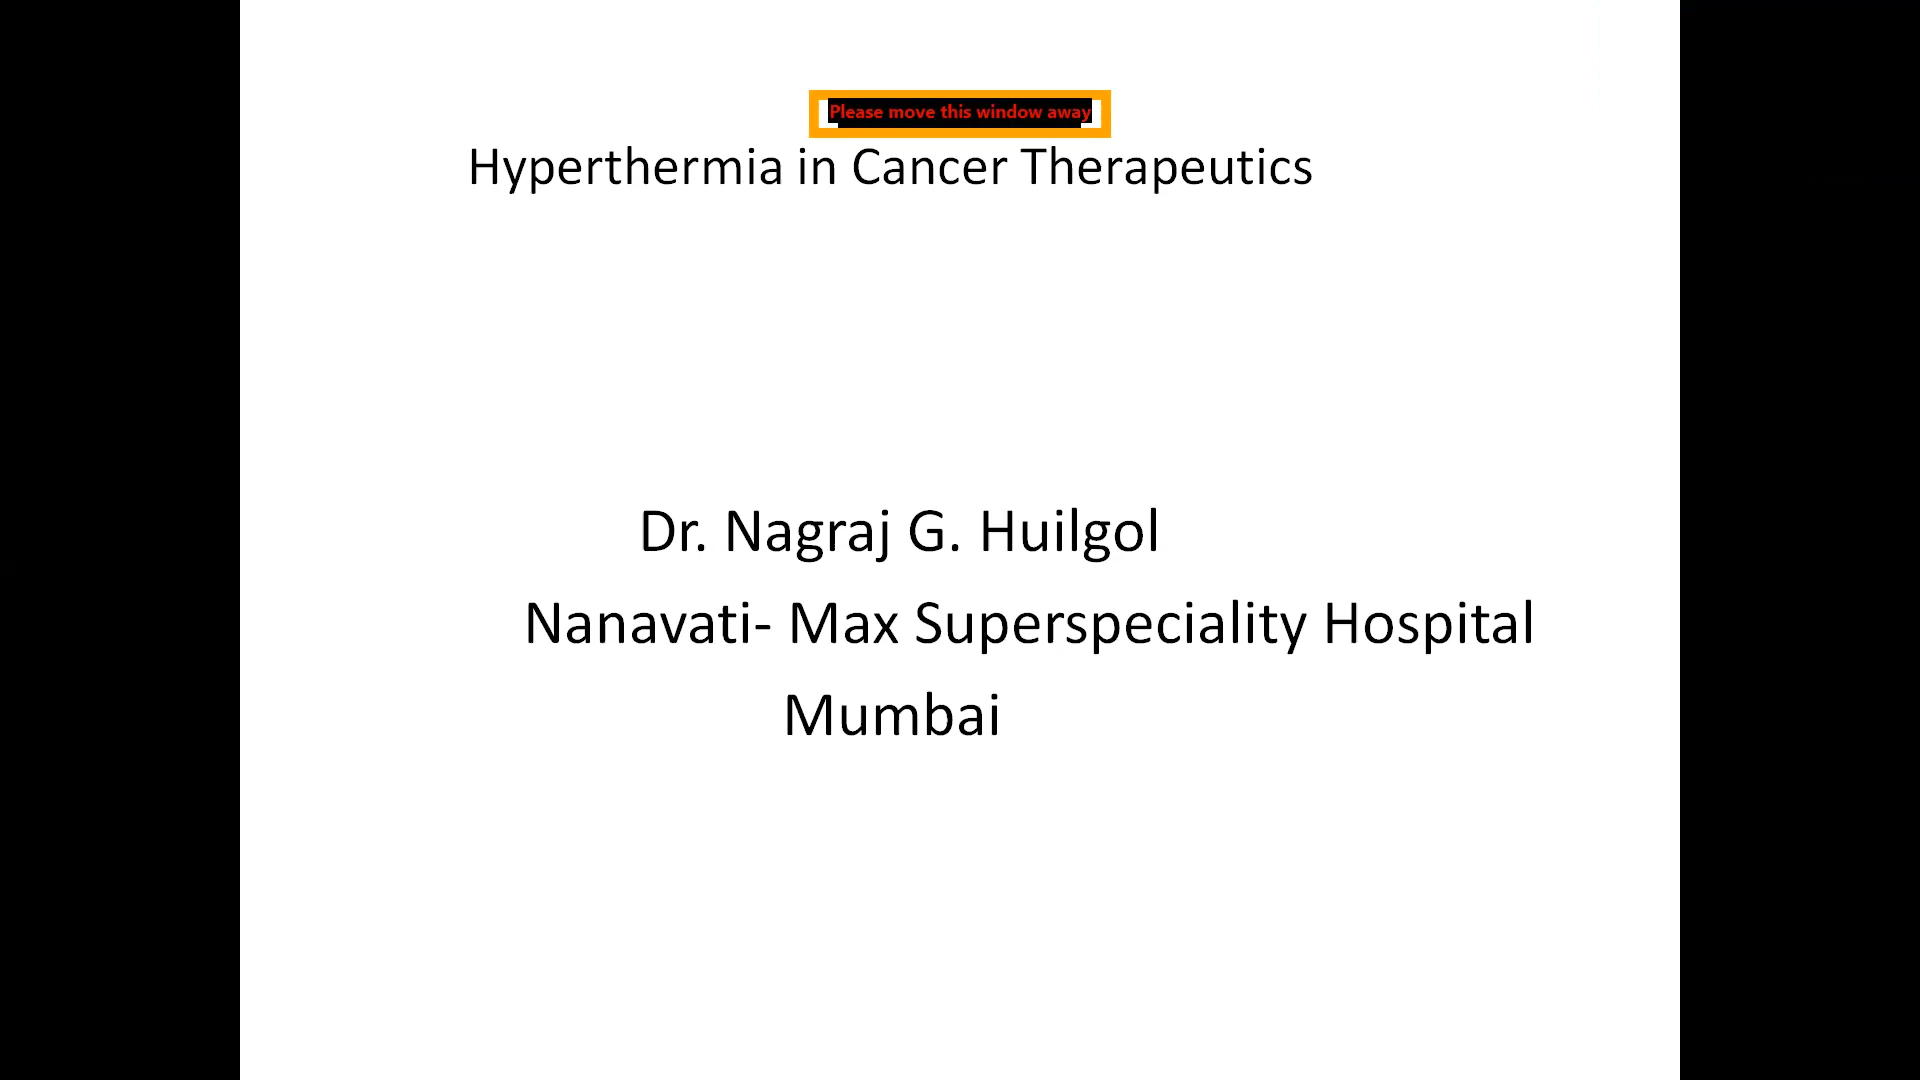 Please move this window away
Hyperthermia in Cancer Therapeutics
Dr. Nagraj G. Huilgol
Nanavati- Max Superspeciality Hospital
Mumbai